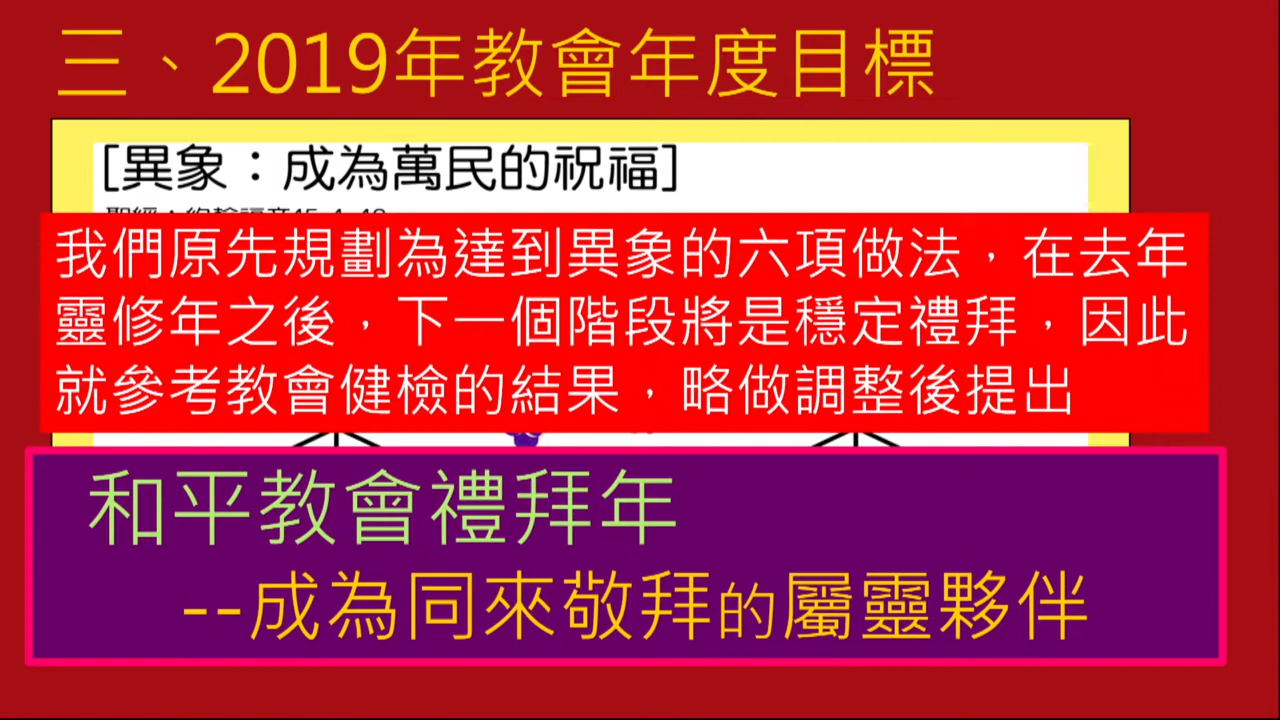 三、2019年教會年度目標
[異象：成為萬民的祝福]
我們原先規劃為達到異象的六項做法，在去年
靈修年之後，下一個階段將是穩定禮拜，因此
就參考教會健檢的結果，略做調整後提出
和平教會禮拜年
--成為同來敬拜的屬靈夥伴